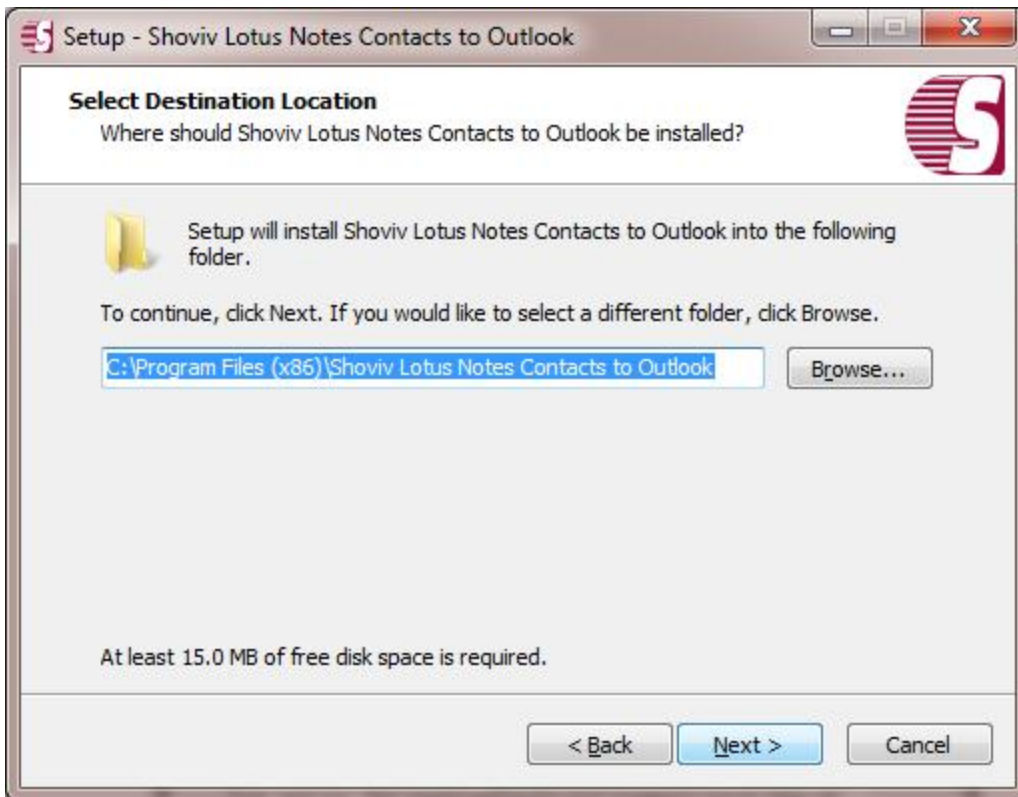 Setup - Shoviv Lotus Notes Contacts to Outlook
Select Destination Location
Where should Shoviv Lotus Notes Contacts to Outlook be installed?
Setup will install Shoviv Lotus Notes Contacts to Outlook into the following
folder.
To continue, click Next. If you would like to select a different folder, click Browse.
C:\Program Files (x86)\Shoviv Lotus Notes Contacts to Outlook
Browse...
At least 15.0 MB of free disk space is required.
< Back
Next >
Cancel